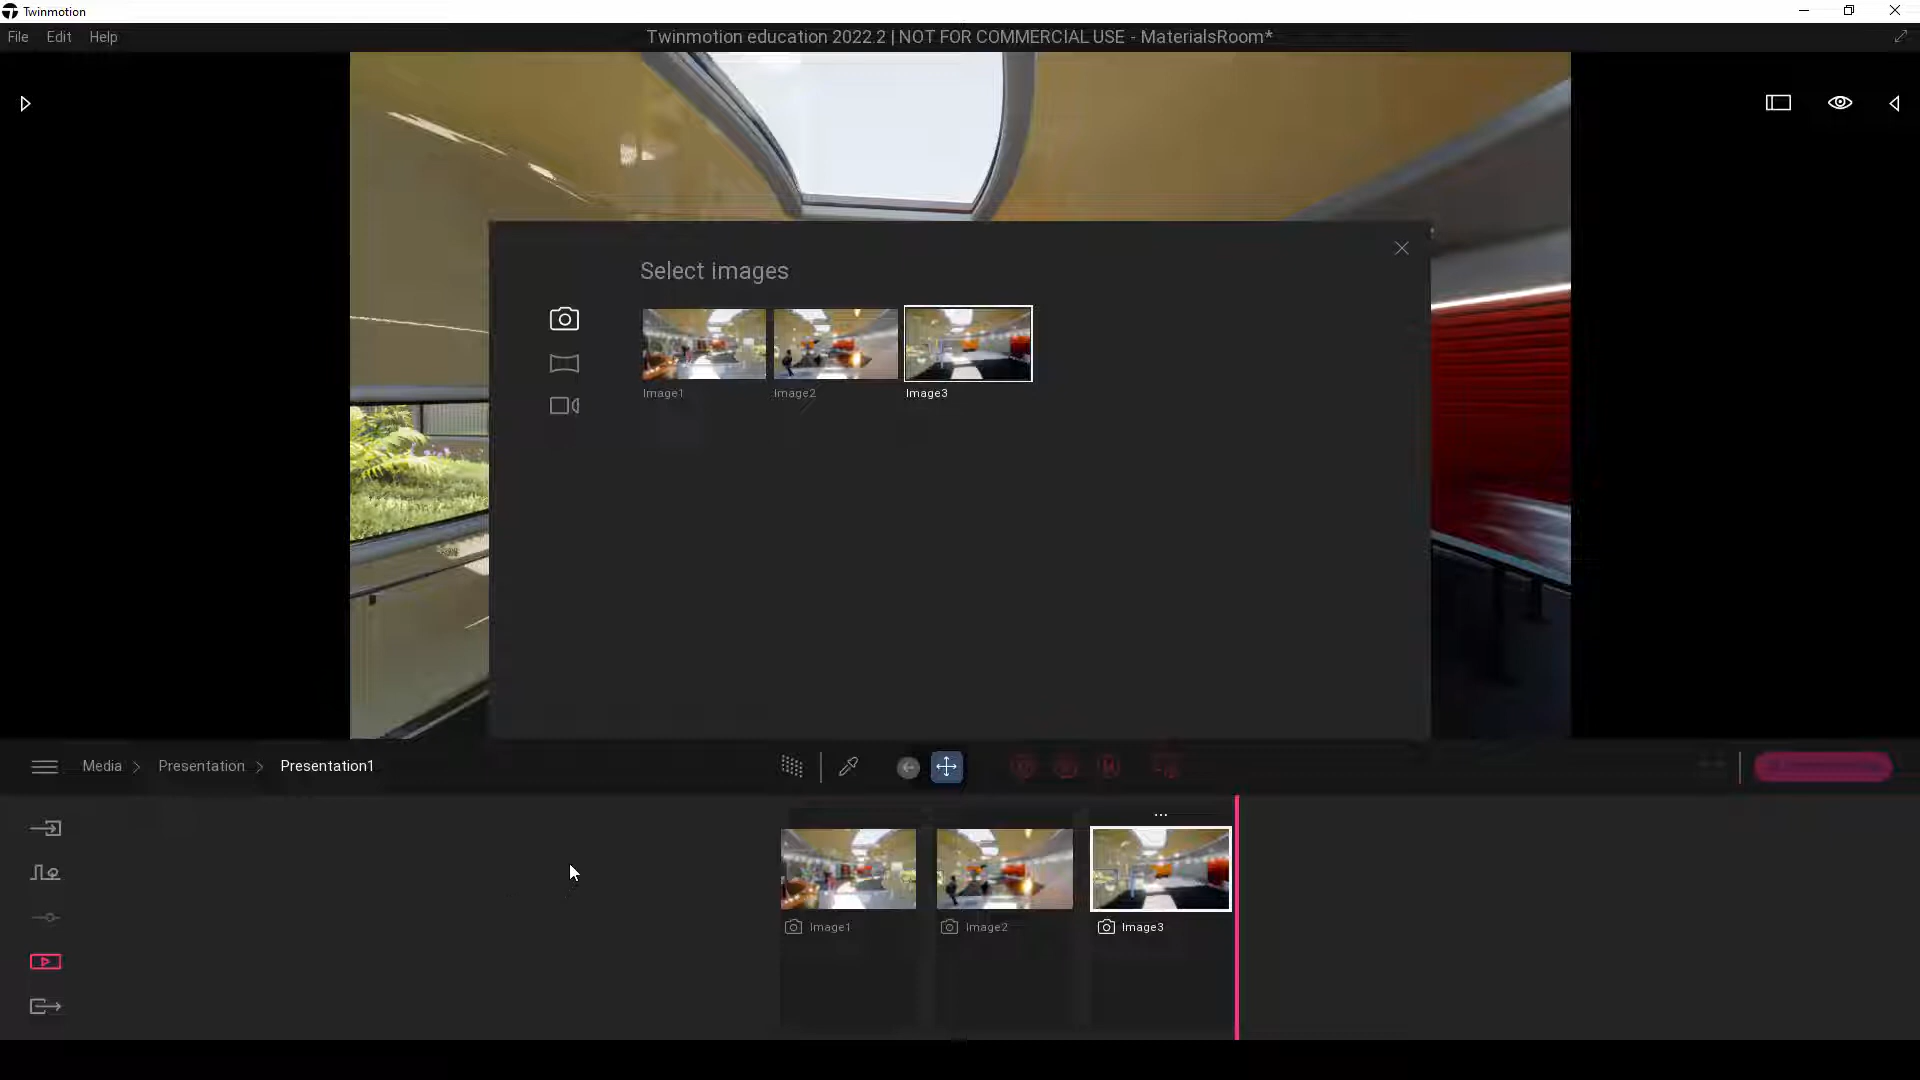 Twinmotion
File Edit Help
Twinmotion education 2022.2 | NOT FOR COMMERCIAL USE - MaterialsRoom*
Select images
Image1 Image2 Image3
Media > Presentation > Presentation1
...
Image1 Image2 Image3